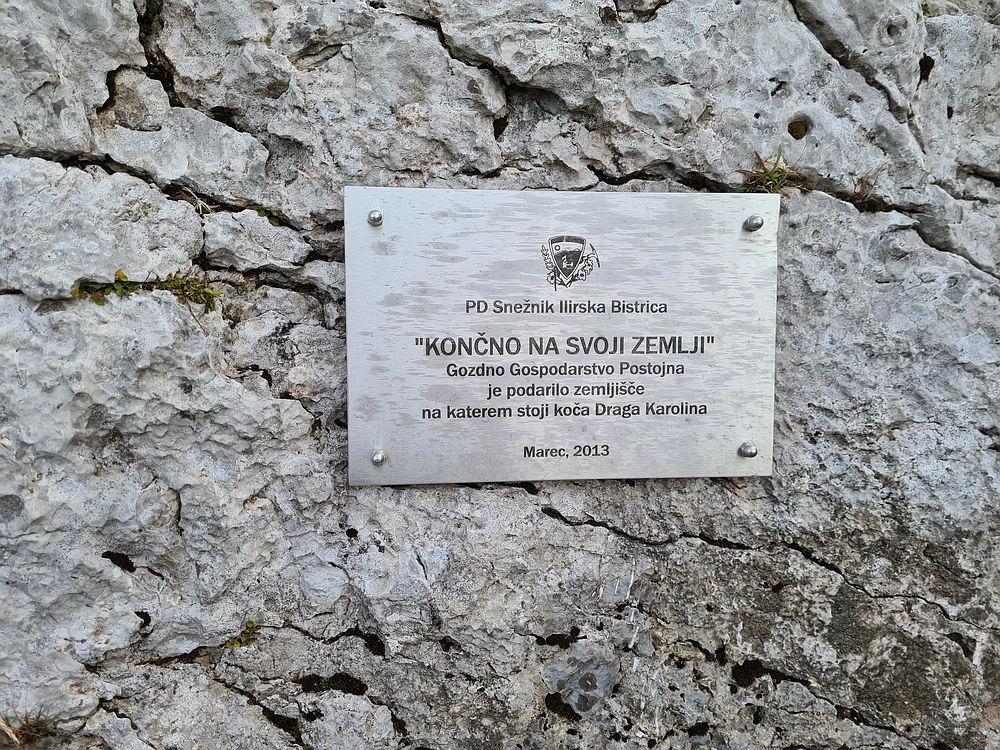 PD Snežnik Ilirska Bistrica
"KONČNO NA SVOJI ZEMLJI"
Gozdno Gospodarstvo Postojna
je podarilo zemljišče
na katerem stoji koča Draga Karolina
Marec, 2013